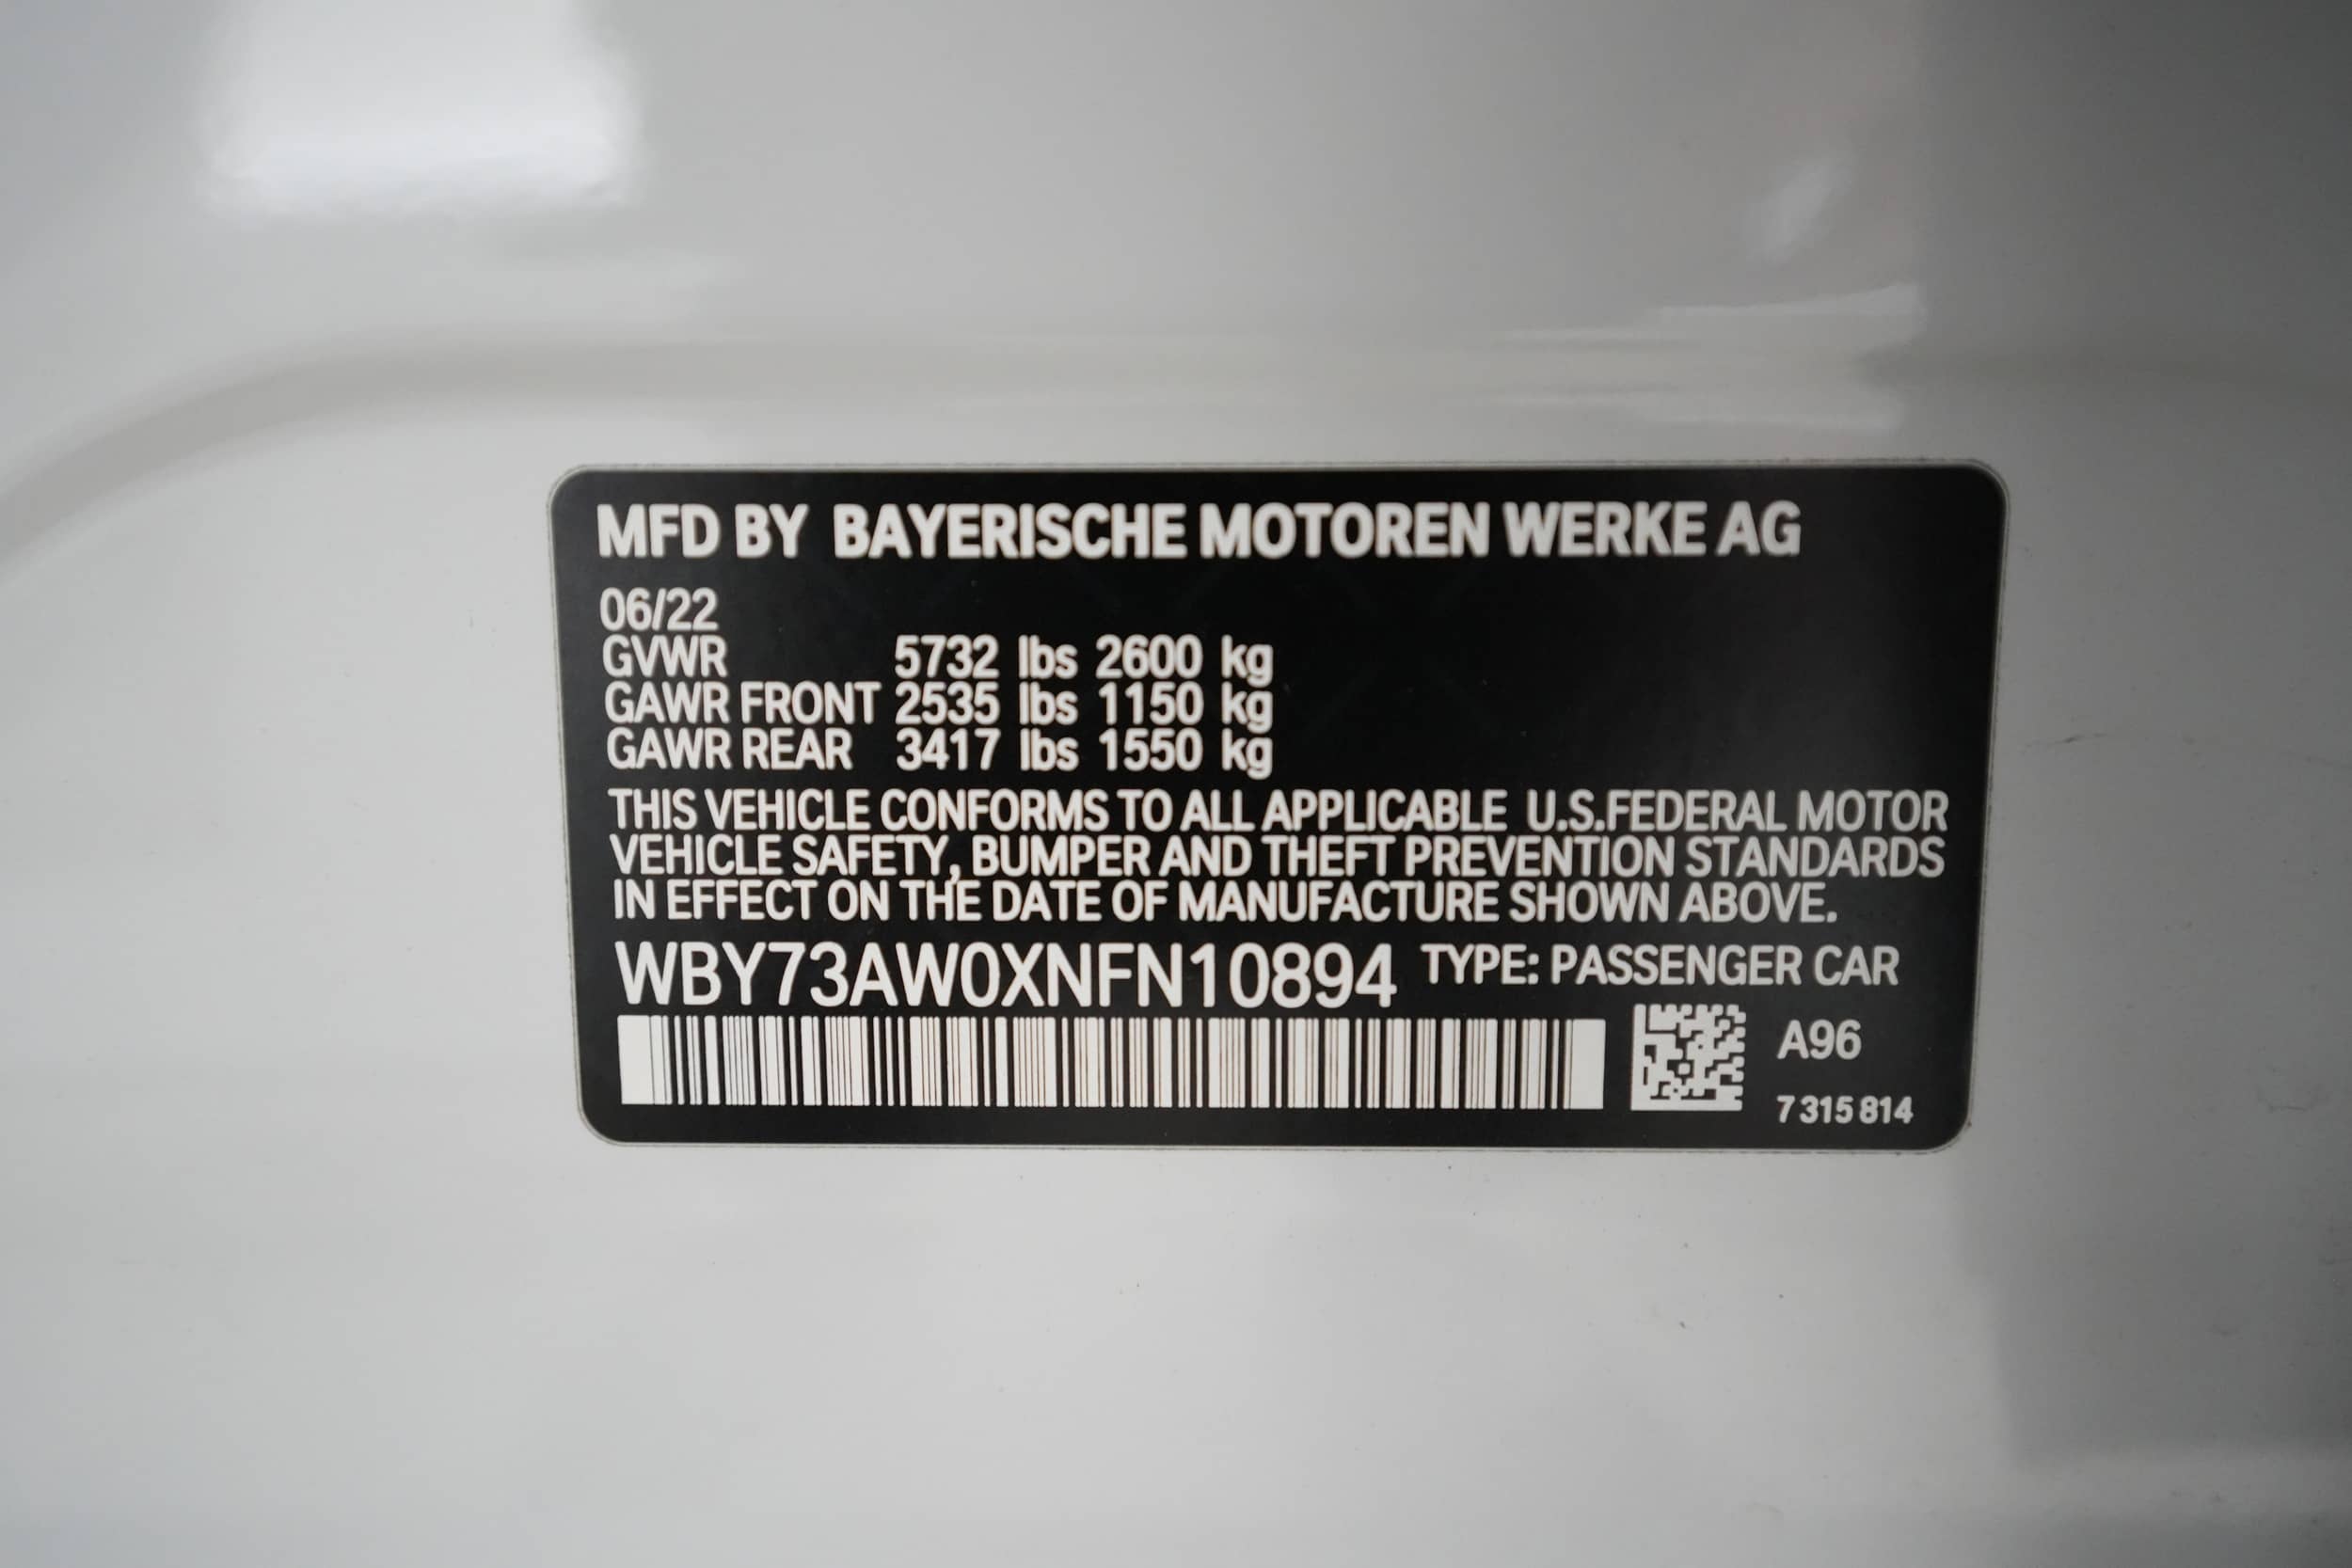 MFD BY BAYERISCHE MOTOREN WERKE AG
06/22
GVWR 5732 lbs 2600 kg
GAWR FRONT 2535 lbs 1150 kg
GAWR REAR 3417 lbs 1550 kg
THIS VEHICLE CONFORMS TO ALL APPLICABLE U.S.FEDERAL MOTOR
VEHICLE SAFETY, BUMPER AND THEFT PREVENTION STANDARDS
IN EFFECT ON THE DATE OF MANUFACTURE SHOWN ABOVE.
WBY73AW0XNFN10894 TYPE: PASSENGER CAR
A96
7 315 814